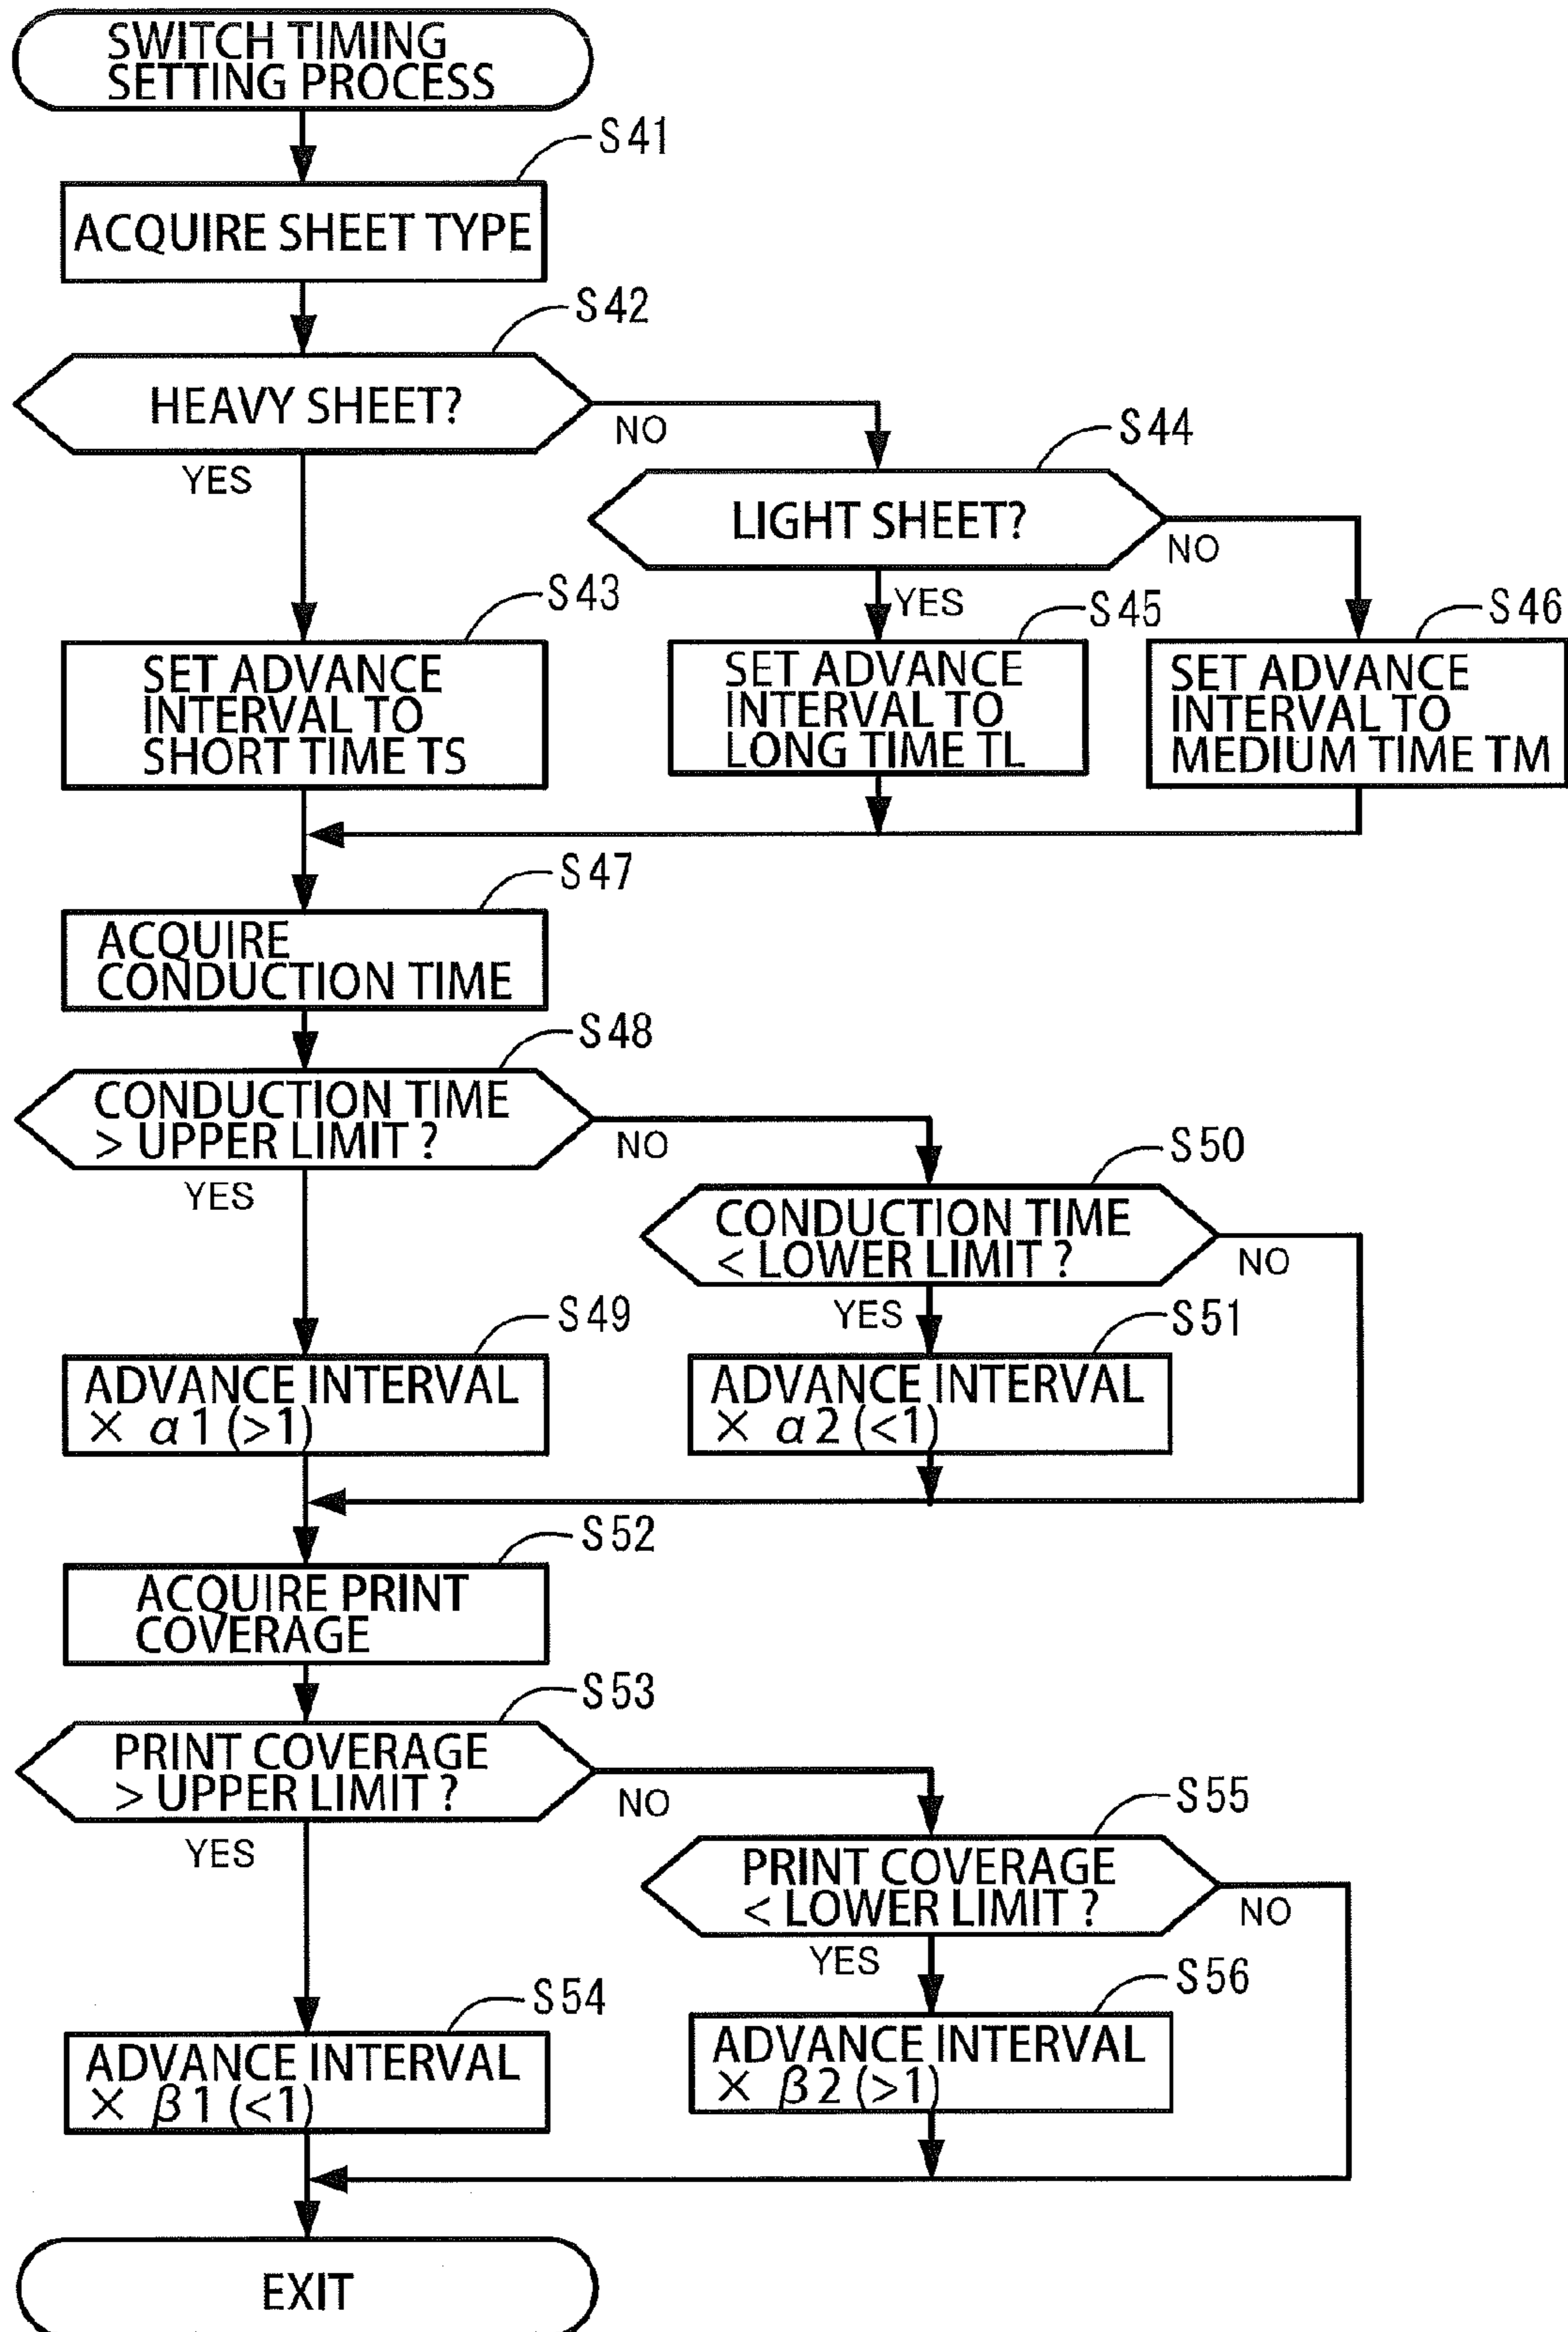 SWITCH TIMING
SETTING PROCESS
S41
ACQUIRE SHEET TYPE
S42
HEAVY SHEET?
NO
YES
S44
LIGHT SHEET?
NO
YES
S43
SET ADVANCE
INTERVAL TO
SHORT TIME TS
S45
SET ADVANCE
INTERVAL TO
LONG TIME TL
S46
SET ADVANCE
INTERVAL TO
MEDIUM TIME TM
S47
ACQUIRE
CONDUCTION TIME
S48
CONDUCTION TIME
> UPPER LIMIT ?
NO
YES
S50
CONDUCTION TIME
< LOWER LIMIT ?
NO
YES
S49
ADVANCE INTERVAL
× α1 (>1)
S51
ADVANCE INTERVAL
× α2 (<1)
S52
ACQUIRE PRINT
COVERAGE
S53
PRINT COVERAGE
> UPPER LIMIT ?
NO
YES
S55
PRINT COVERAGE
< LOWER LIMIT ?
NO
YES
S54
ADVANCE INTERVAL
× β1 (<1)
S56
ADVANCE INTERVAL
× β2 (>1)
EXIT